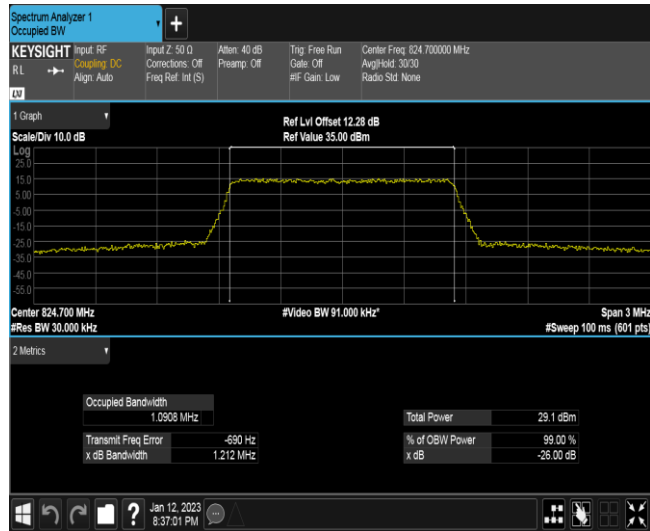 Spectrum Analyzer 1
Occupied BW
+
KEYSIGHT
RL
LXI
Input: RF
Coupling: DC
Align: Auto
Input Z: 50 Ω
Corrections: Off
Freq Ref: Int (S)
Atten: 40 dB
Preamp: Off
Trig: Free Run
Gate: Off
#IF Gain: Low
Center Freq: 824.700000 MHz
Avg|Hold: 30/30
Radio Std: None
1 Graph
Scale/Div 10.0 dB
Ref Lvl Offset 12.28 dB
Ref Value 35.00 dBm
Log
25.0
15.0
5.00
-5.00
-15.0
-25.0
-35.0
-45.0
-55.0
Center 824.700 MHz
#Video BW 91.000 kHz*
Span 3 MHz
#Res BW 30.000 kHz
#Sweep 100 ms (601 pts)
2 Metrics
Occupied Bandwidth
1.0908 MHz
Total Power 29.1 dBm
Transmit Freq Error -690 Hz
% of OBW Power 99.00 %
x dB Bandwidth 1.212 MHz
x dB -26.00 dB
?
Jan 12, 2023
8:37:01 PM